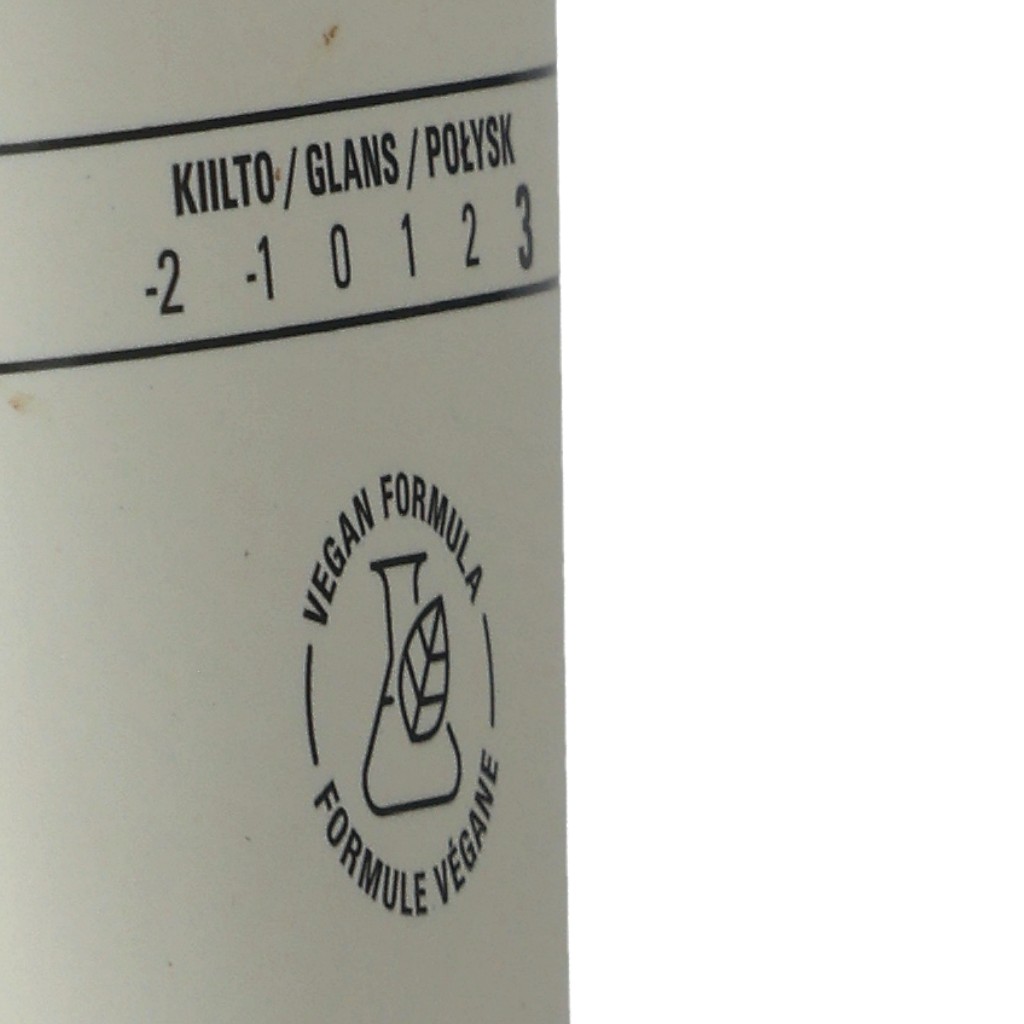 KIILTO / GLANS / POŁYSK
-2 -1 0 1 2 3
VEGAN FORMULA
FORMULE VÉGANE